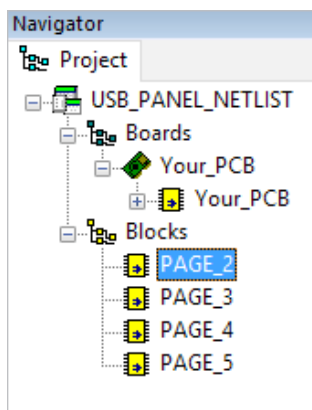 Navigator
Project
USB_PANEL_NETLIST
Boards
Your_PCB
Your_PCB
Blocks
PAGE_2
PAGE_3
PAGE_4
PAGE_5